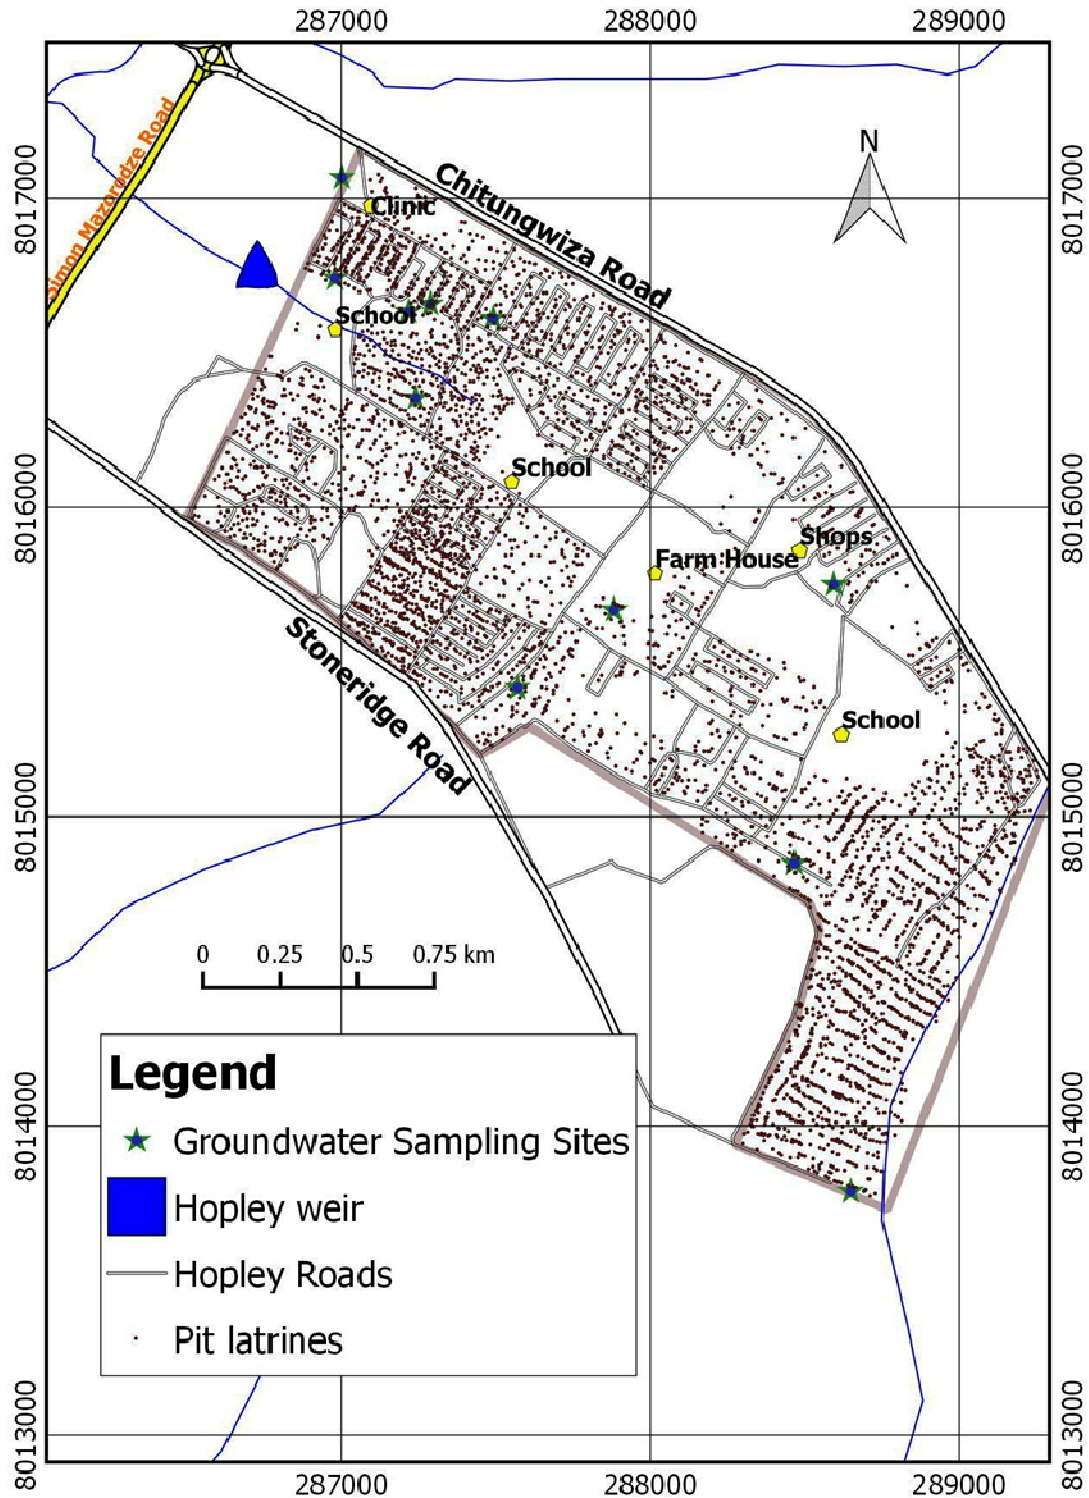 287000 288000 289000
N
8017000
8017000
Simon Mazorodze Road
Chitungwiza Road
Clinic
School
School
8016000
8016000
Shops
Farm House
Stoneridge Road
School
8015000
8015000
0 0.25 0.5 0.75 km
Legend
Groundwater Sampling Sites
Hopley weir
Hopley Roads
Pit latrines
8014000
8014000
8013000
8013000
287000 288000 289000